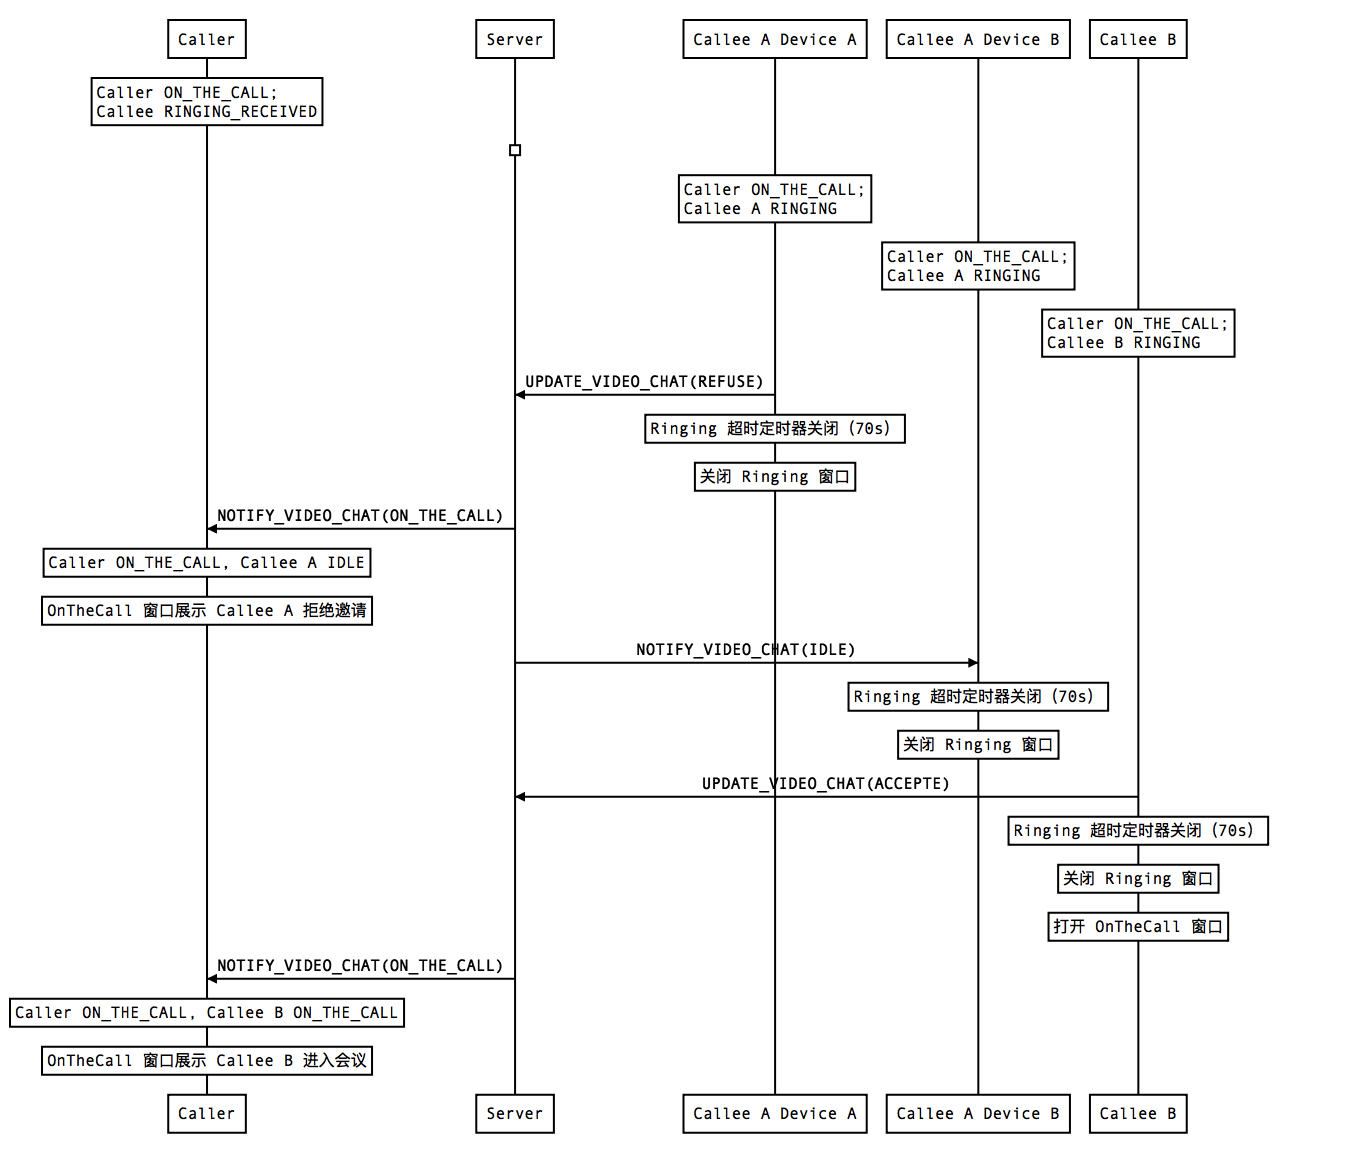 Caller
Server
Callee A Device A
Callee A Device B
Callee B
Caller ON_THE_CALL;
Callee RINGING_RECEIVED
Caller ON_THE_CALL;
Callee A RINGING
Caller ON_THE_CALL;
Callee A RINGING
Caller ON_THE_CALL;
Callee B RINGING
UPDATE_VIDEO_CHAT(REFUSE)
Ringing 超时定时器关闭（70s）
关闭 Ringing 窗口
NOTIFY_VIDEO_CHAT(ON_THE_CALL)
Caller ON_THE_CALL, Callee A IDLE
OnTheCall 窗口展示 Callee A 拒绝邀请
NOTIFY_VIDEO_CHAT(IDLE)
Ringing 超时定时器关闭（70s）
关闭 Ringing 窗口
UPDATE_VIDEO_CHAT(ACCEPTE)
Ringing 超时定时器关闭（70s）
关闭 Ringing 窗口
打开 OnTheCall 窗口
NOTIFY_VIDEO_CHAT(ON_THE_CALL)
Caller ON_THE_CALL, Callee B ON_THE_CALL
OnTheCall 窗口展示 Callee B 进入会议
Caller
Server
Callee A Device A
Callee A Device B
Callee B